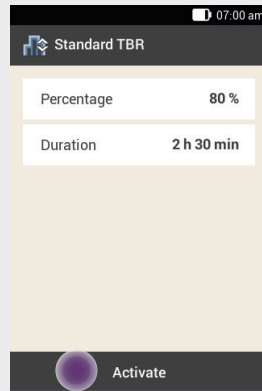 07:00 am
Standard TBR
Percentage 80 %
Duration 2 h 30 min
Activate